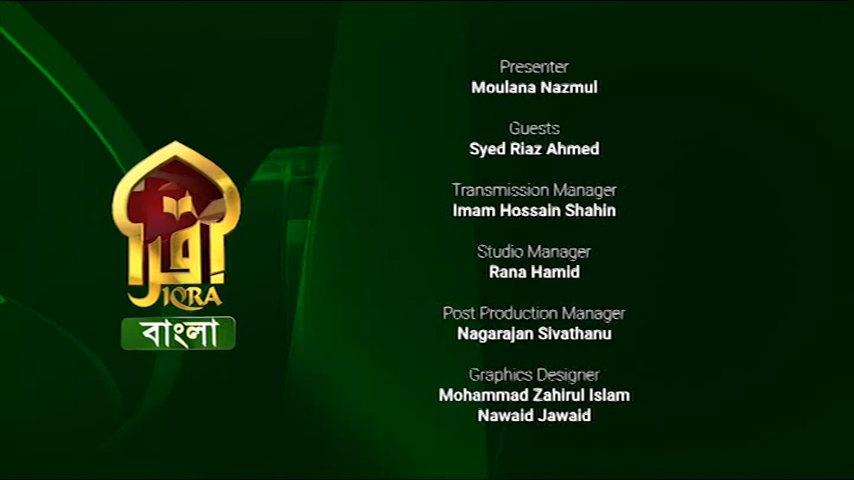 اقرأ
IQRA
বাংলা
Presenter
Moulana Nazmul
Guests
Syed Riaz Ahmed
Transmission Manager
Imam Hossain Shahin
Studio Manager
Rana Hamid
Post Production Manager
Nagarajan Sivathanu
Graphics Designer
Mohammad Zahirul Islam
Nawaid Jawaid